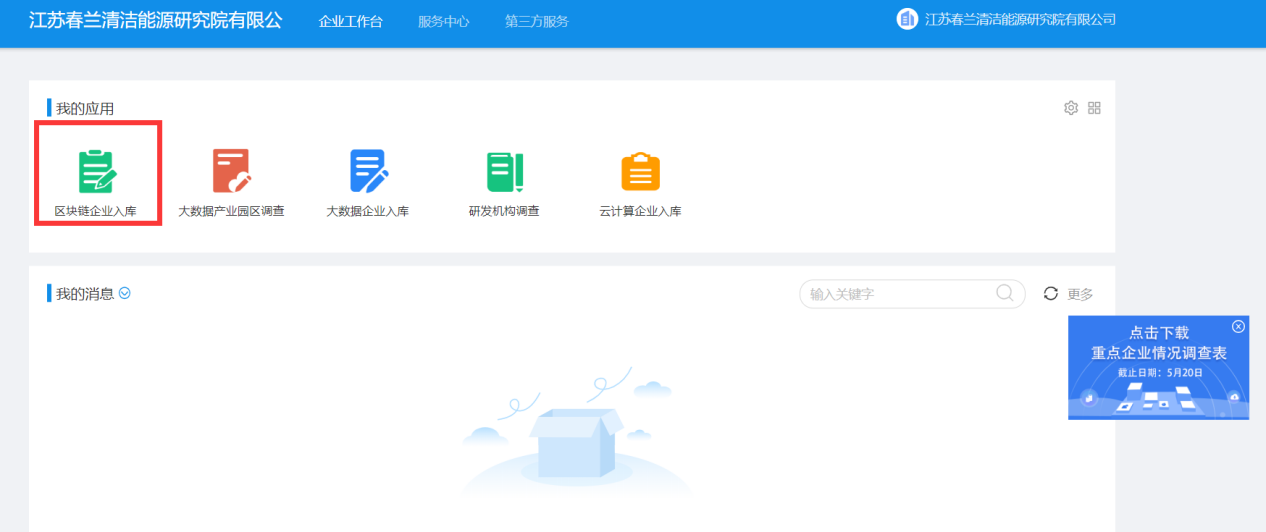 江苏春兰清洁能源研究院有限公 企业工作台 服务中心 第三方服务 江苏春兰清洁能源研究院有限公司
我的应用
区块链企业入库 大数据产业园区调查 大数据企业入库 研发机构调查 云计算企业入库
我的消息 输入关键字 更多
点击下载
重点企业情况调查表
截止日期：5月20日